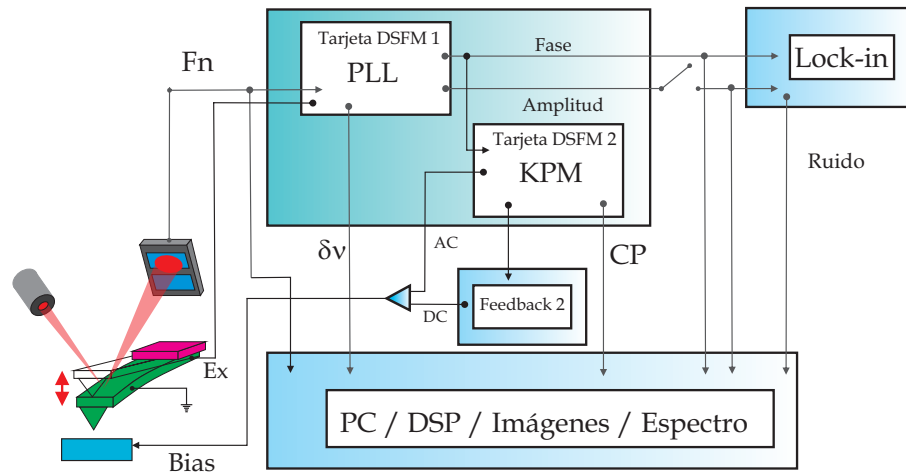 Tarjeta DSFM 1
PLL
Fase
Lock-in
Fn
Amplitud
Tarjeta DSFM 2
KPM
Ruido
AC
δν
CP
DC
Feedback 2
Ex
PC / DSP / Imágenes / Espectro
Bias